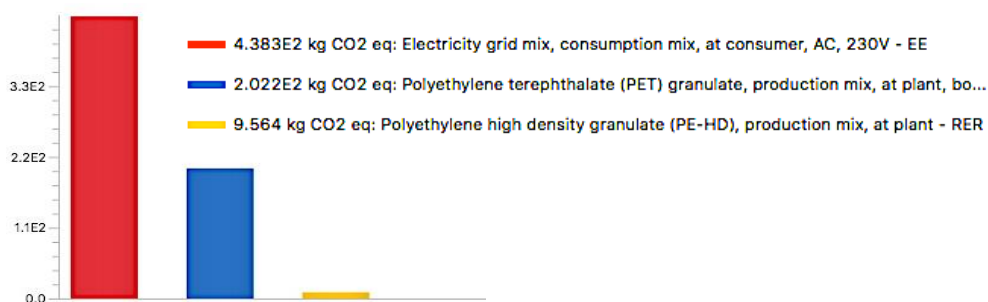 4.383E2 kg CO2 eq: Electricity grid mix, consumption mix, at consumer, AC, 230V - EE
3.3E2
2.022E2 kg CO2 eq: Polyethylene terephthalate (PET) granulate, production mix, at plant, bo...
9.564 kg CO2 eq: Polyethylene high density granulate (PE-HD), production mix, at plant - RER
2.2E2
1.1E2
0.0